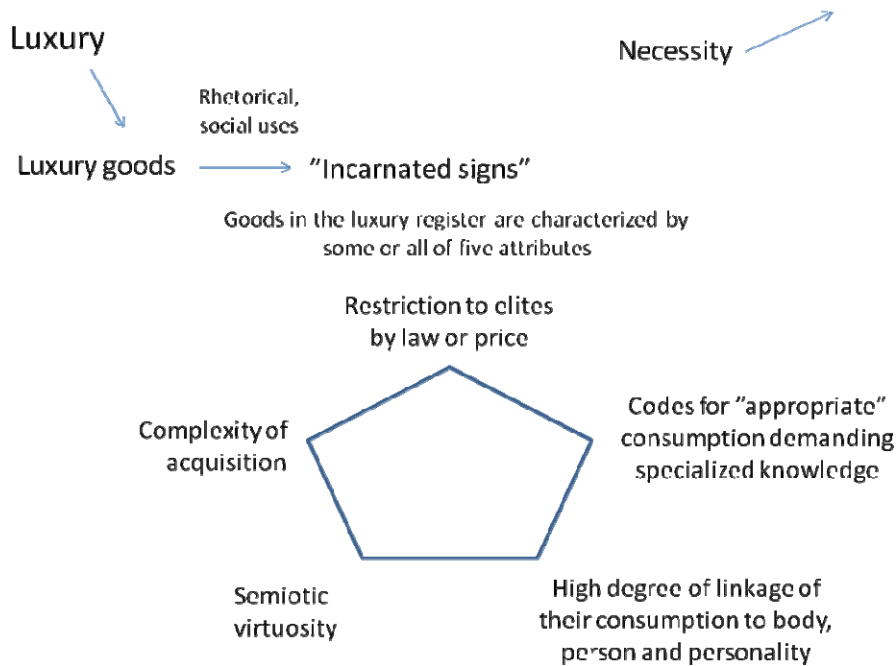 Luxury
Necessity
Rhetorical,
social uses
Luxury goods
”Incarnated signs”
Goods in the luxury register are characterized by
some or all of five attributes
Restriction to elites
by law or price
Complexity of
acquisition
Codes for ”appropriate”
consumption demanding
specialized knowledge
Semiotic
virtuosity
High degree of linkage of
their consumption to body,
person and personality